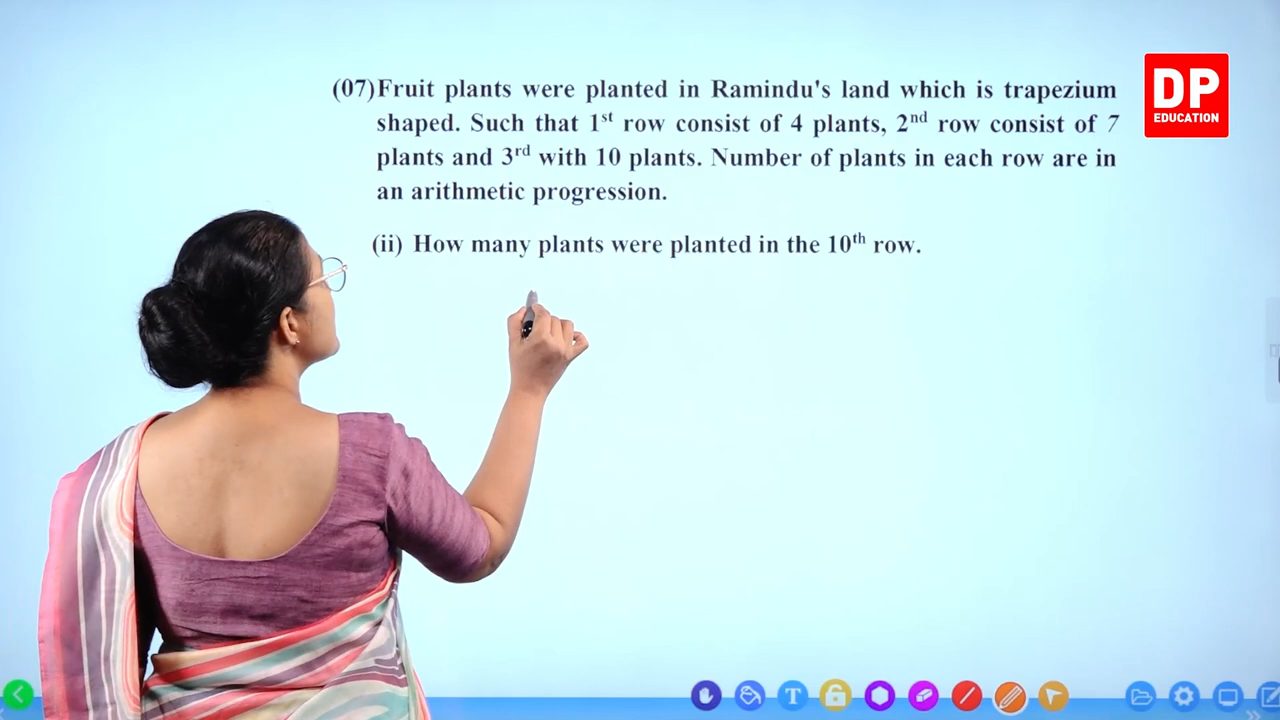 DP
EDUCATION
(07)Fruit plants were planted in Ramindu's land which is trapezium
shaped. Such that 1st row consist of 4 plants, 2nd row consist of 7
plants and 3rd with 10 plants. Number of plants in each row are in
an arithmetic progression.
(ii) How many plants were planted in the 10th row.
T